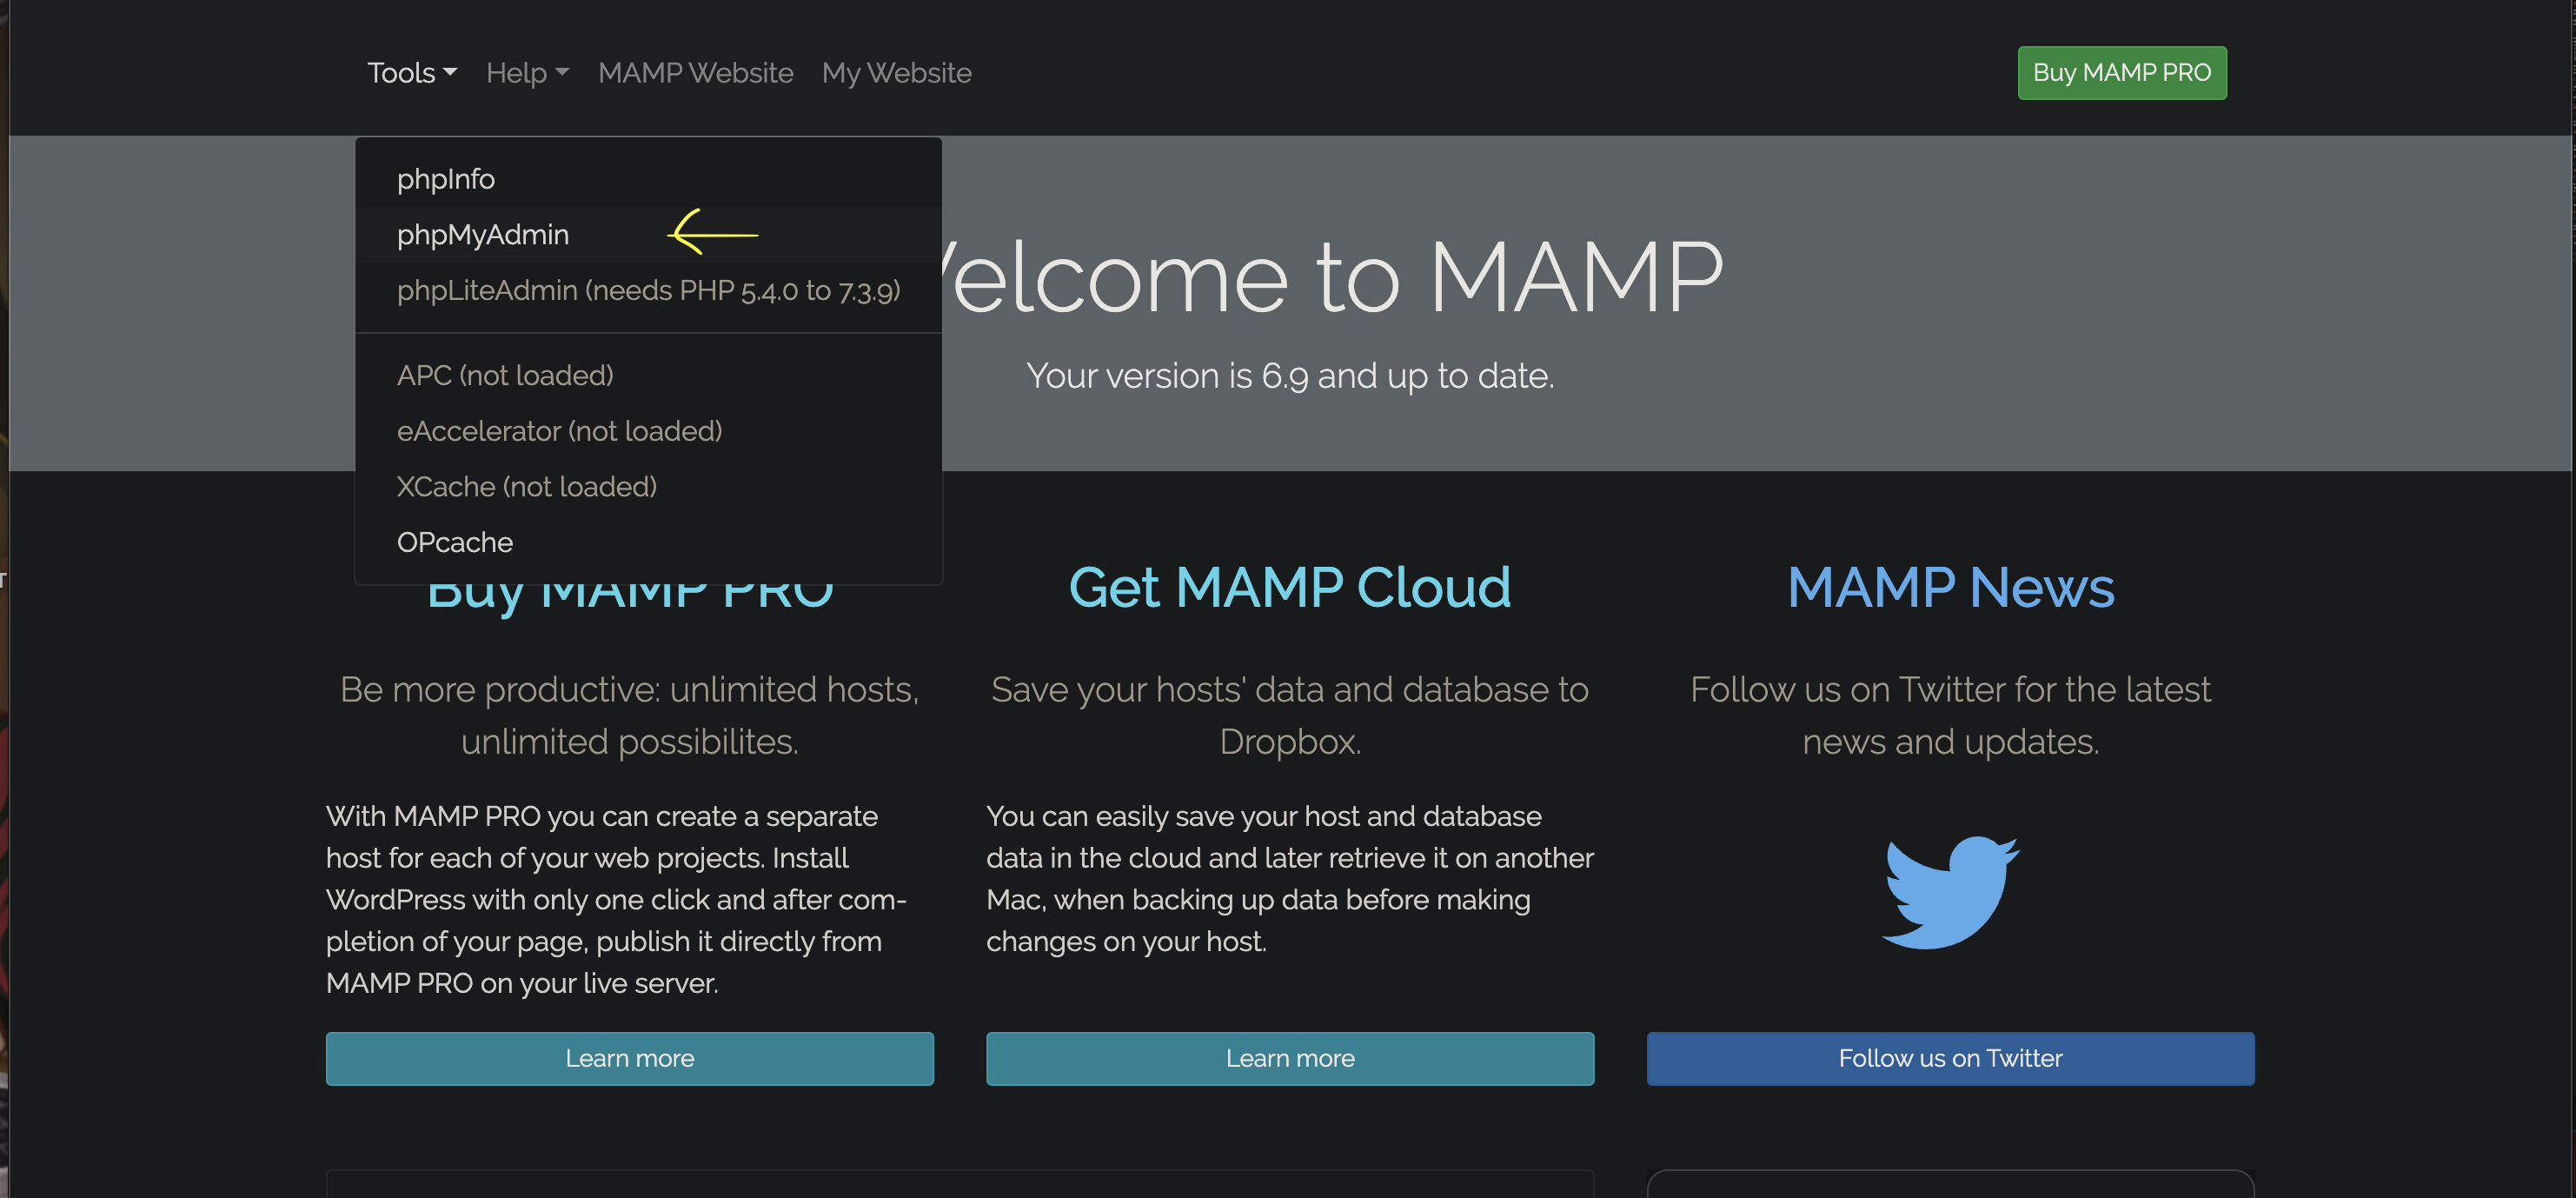 Tools Help MAMP Website My Website Buy MAMP PRO
phpInfo
phpMyAdmin
phpLiteAdmin (needs PHP 5.4.0 to 7.3.9)
APC (not loaded)
eAccelerator (not loaded)
XCache (not loaded)
OPcache
Welcome to MAMP
Your version is 6.9 and up to date.
Buy MAMP PRO
Be more productive: unlimited hosts,
unlimited possibilites.
With MAMP PRO you can create a separate
host for each of your web projects. Install
WordPress with only one click and after com-
pletion of your page, publish it directly from
MAMP PRO on your live server.
Learn more
Get MAMP Cloud
Save your hosts' data and database to
Dropbox.
You can easily save your host and database
data in the cloud and later retrieve it on another
Mac, when backing up data before making
changes on your host.
Learn more
MAMP News
Follow us on Twitter for the latest
news and updates.
Follow us on Twitter